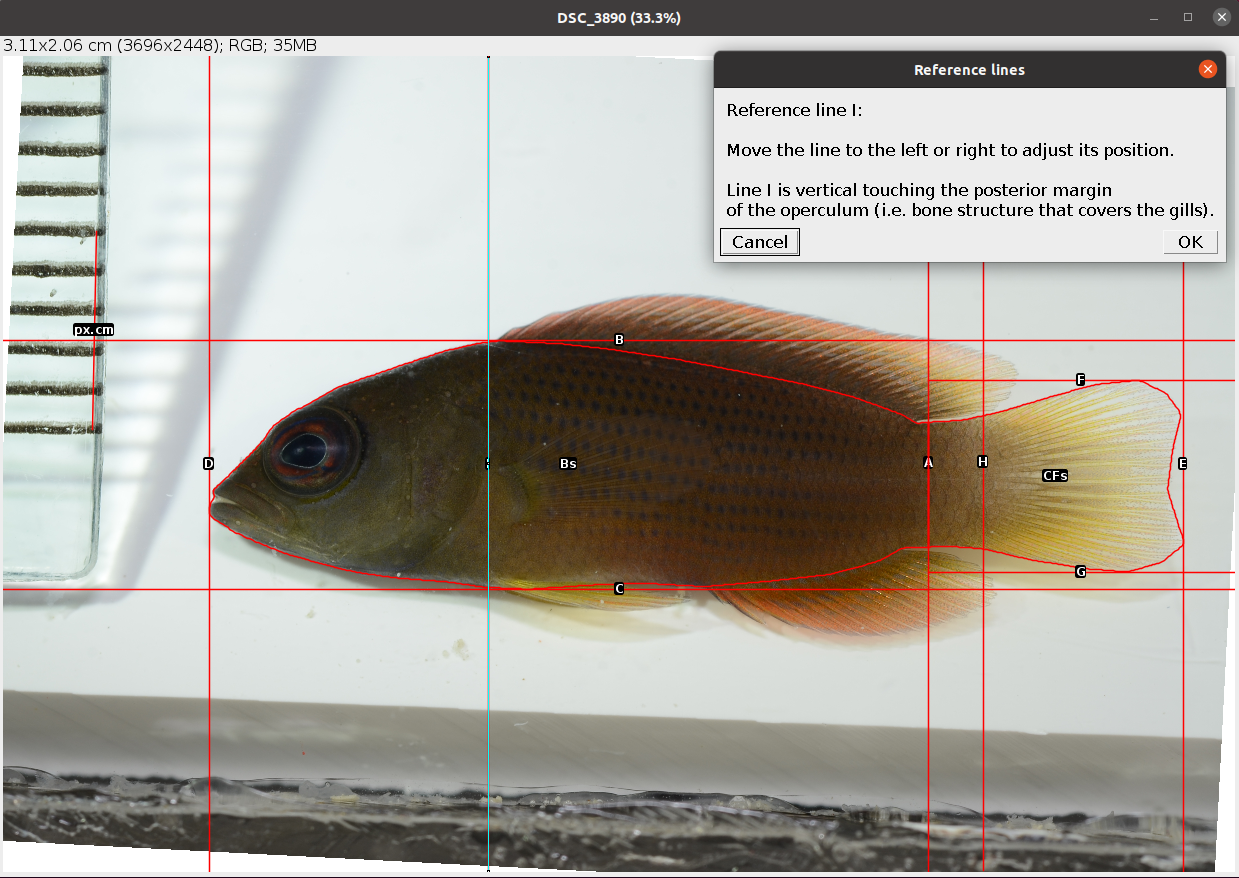 DSC_3890 (33.3%)
3.11x2.06 cm (3696x2448); RGB; 35MB
Reference lines
Reference line I:
Move the line to the left or right to adjust its position.
Line I is vertical touching the posterior margin
of the operculum (i.e. bone structure that covers the gills).
Cancel
OK
px.cm
B
F
D
Bs
A
H
CFs
E
G
C